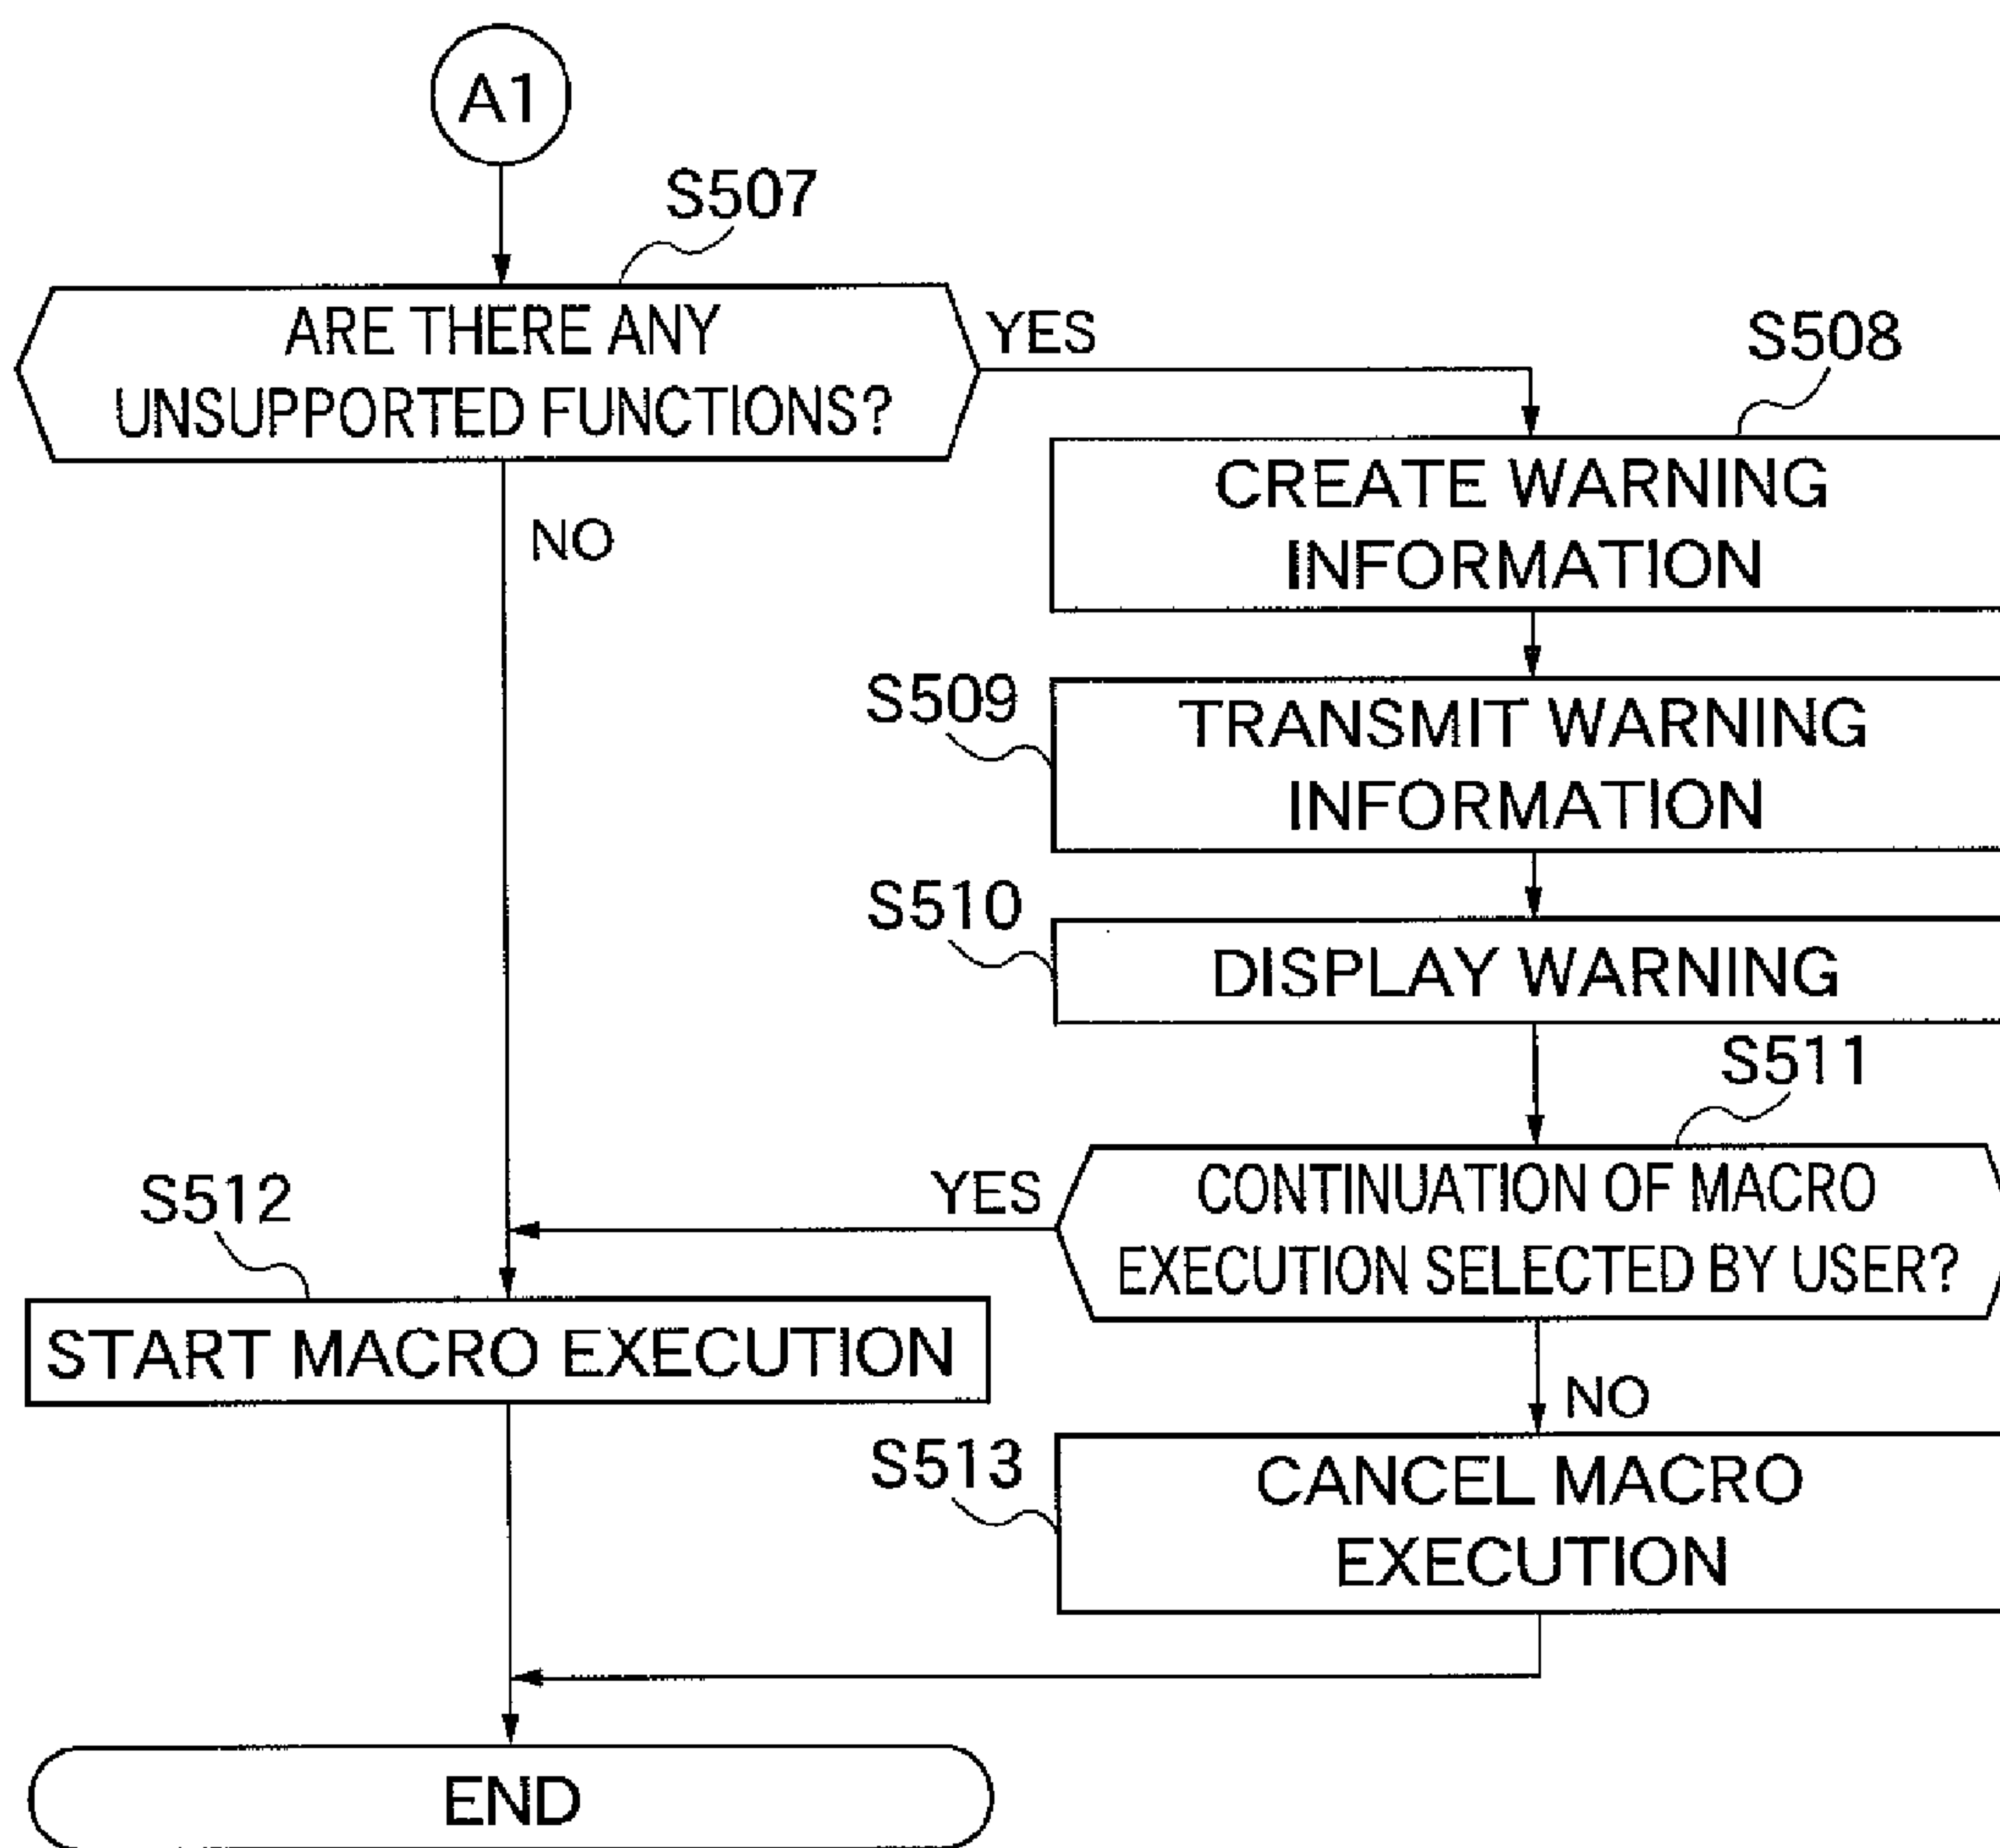 A1
S507
ARE THERE ANY
UNSUPPORTED FUNCTIONS?
YES
NO
S508
CREATE WARNING
INFORMATION
S509
TRANSMIT WARNING
INFORMATION
S510
DISPLAY WARNING
S511
CONTINUATION OF MACRO
EXECUTION SELECTED BY USER?
YES
NO
S512
START MACRO EXECUTION
S513
CANCEL MACRO
EXECUTION
END